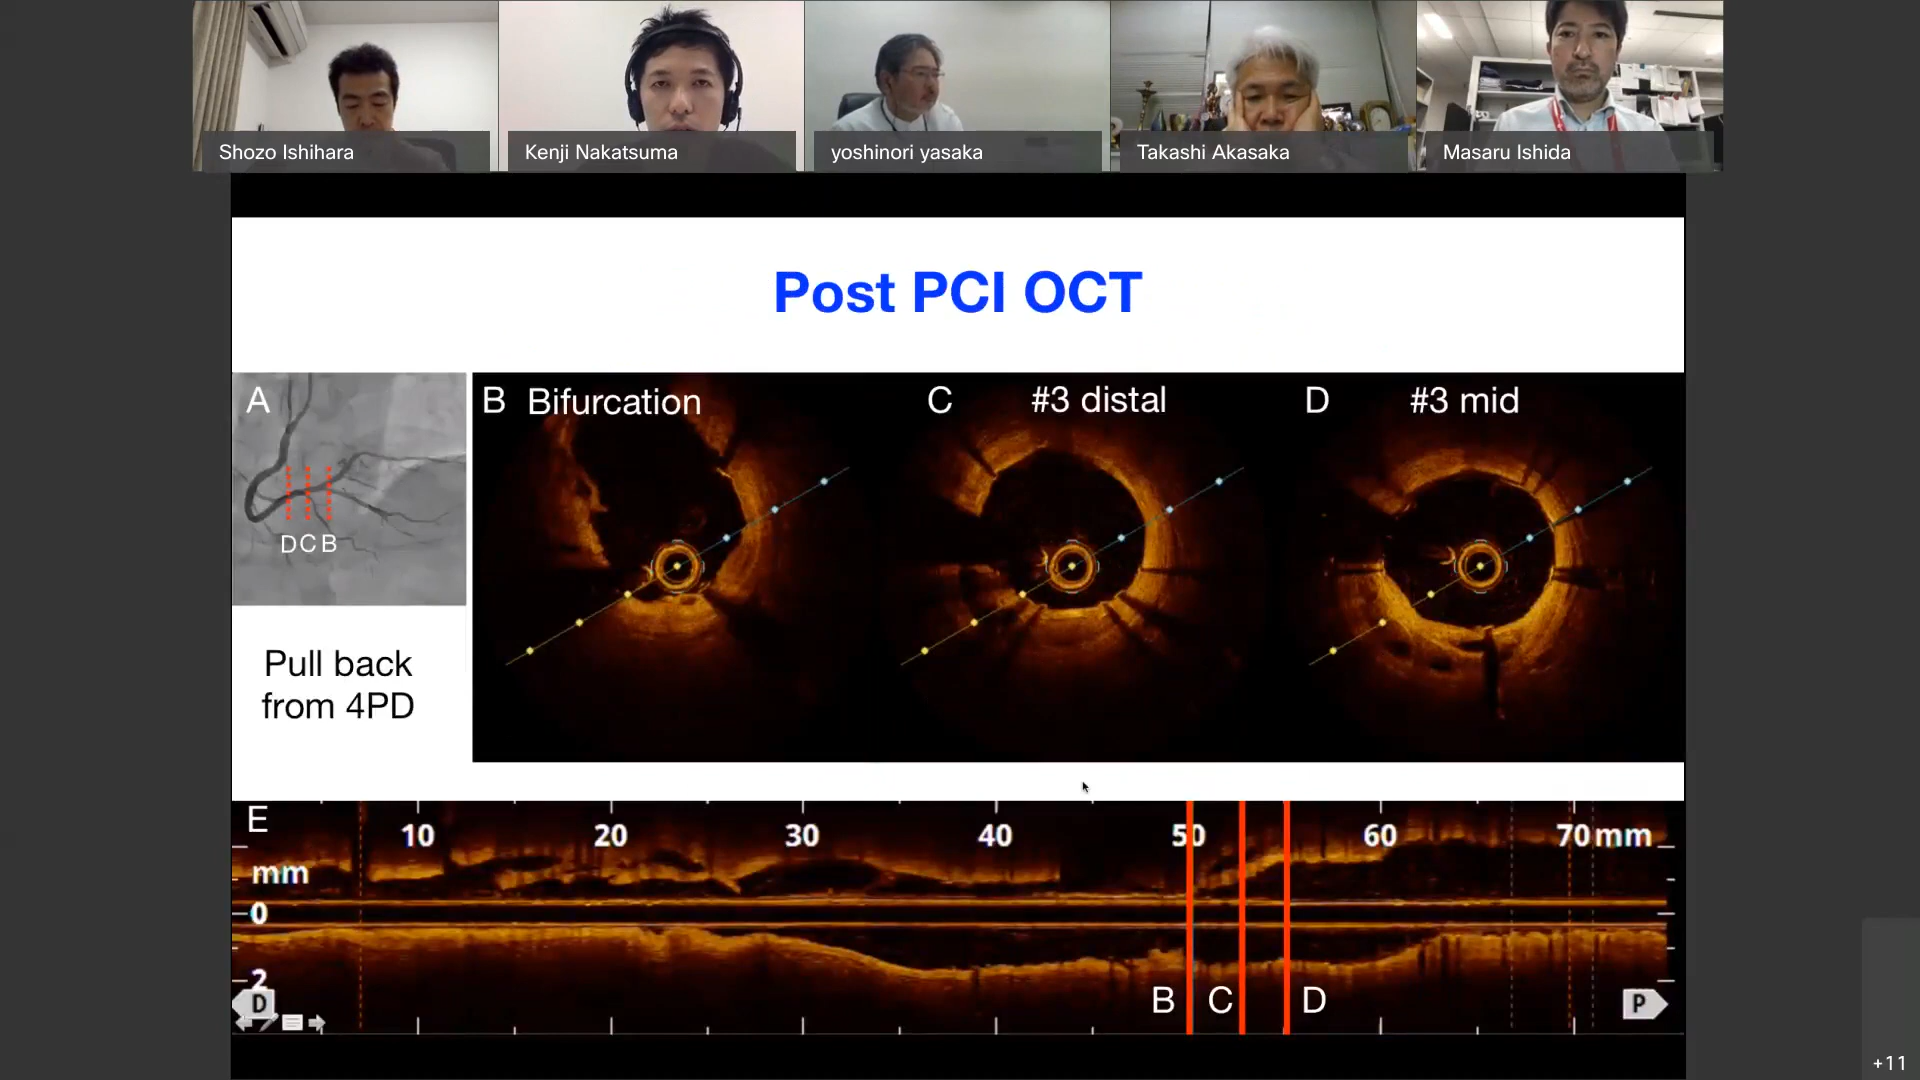 Shozo Ishihara
Kenji Nakatsuma
yoshinori yasaka
Takashi Akasaka
Masaru Ishida
Post PCI OCT
A
D C B
B Bifurcation
C #3 distal
D #3 mid
Pull back
from 4PD
E
10 20 30 40 50 60 70 mm
mm
0
2
D
B C D
P
+11